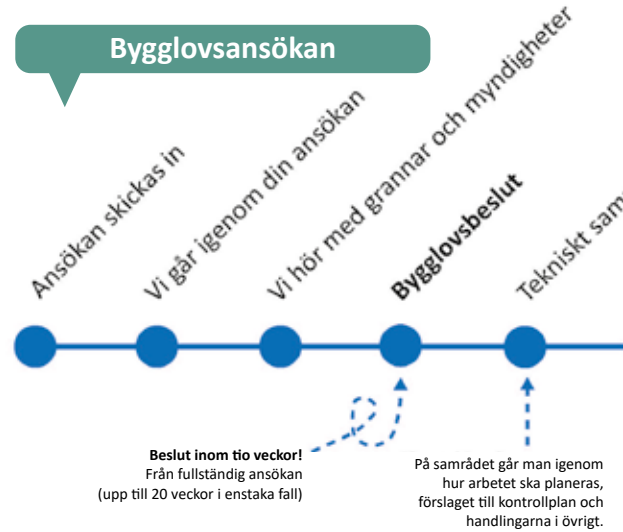 Bygglovsansökan
Ansökan skickas in
Vi går igenom din ansökan
Vi hör med grannar och myndigheter
Bygglovsbeslut
Tekniskt
Beslut inom tio veckor!
Från fullständig ansökan
(upp till 20 veckor i enstaka fall)
På samrådet går man igenom
hur arbetet ska planeras,
förslaget till kontrollplan och
handlingarna i övrigt.